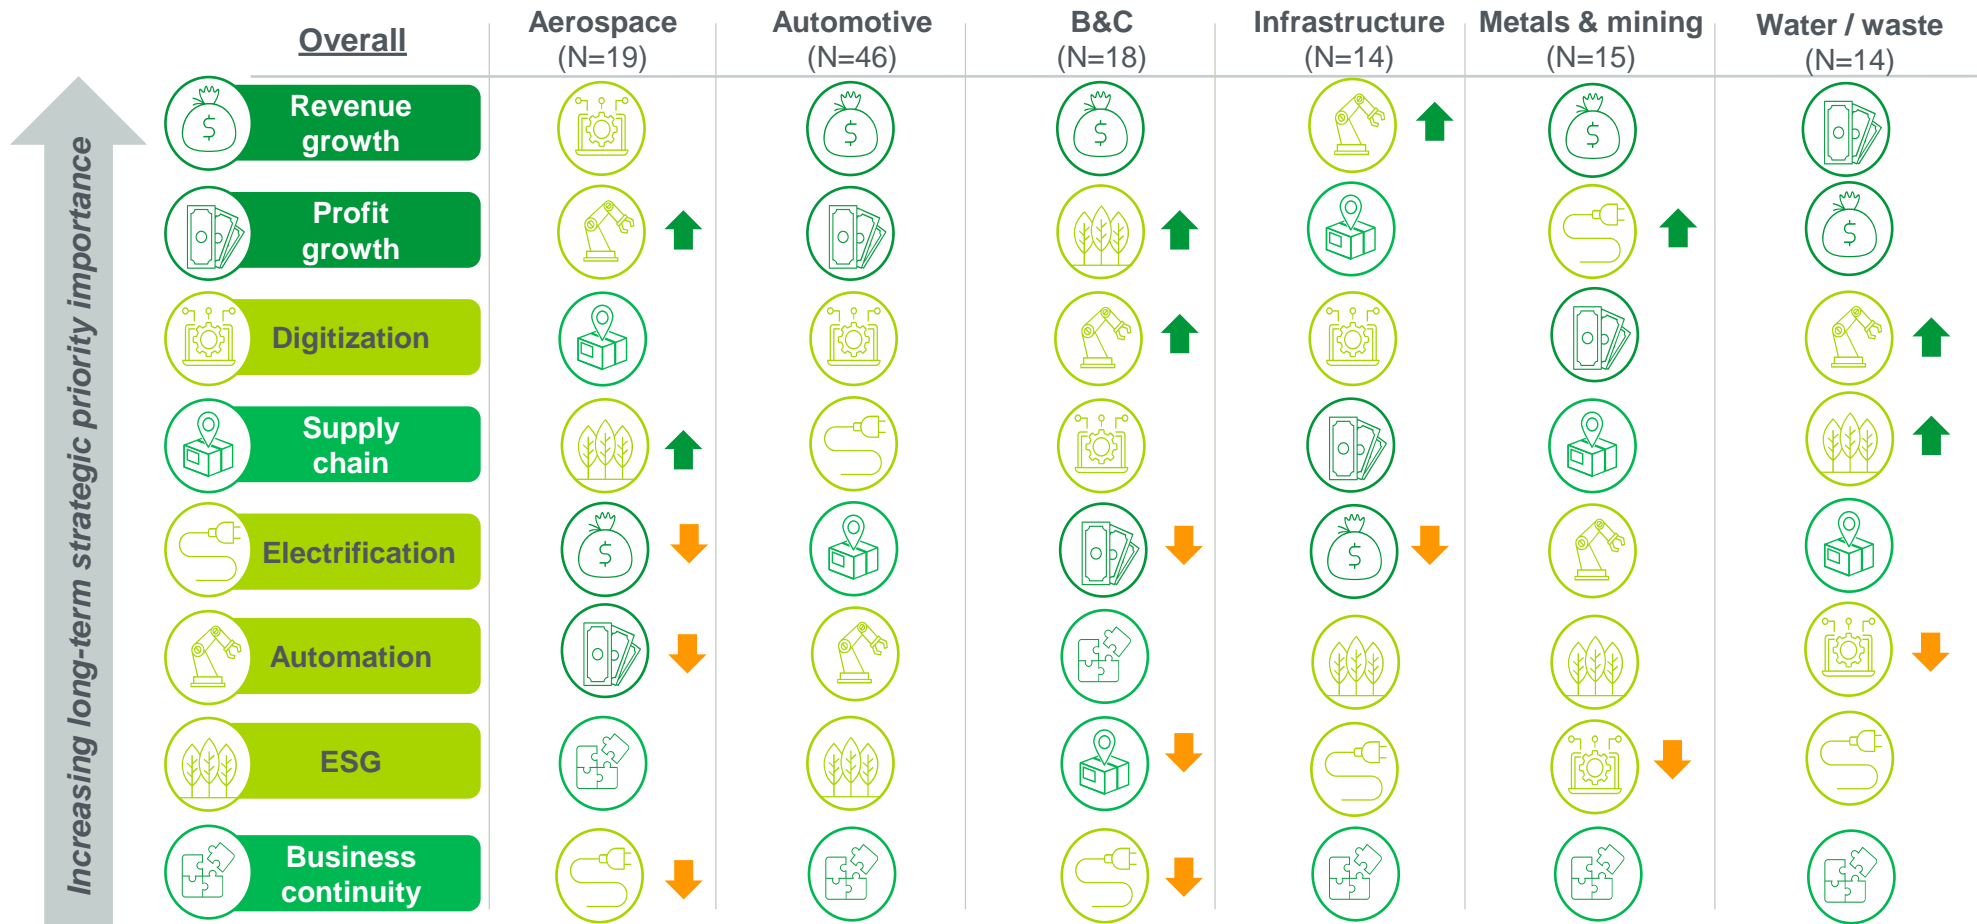 Overall
Aerospace
(N=19)
Automotive
(N=46)
B&C
(N=18)
Infrastructure
(N=14)
Metals & mining
(N=15)
Water / waste
(N=14)
Increasing long-term strategic priority importance
Revenue
growth
Profit
growth
Digitization
Supply
chain
Electrification
Automation
ESG
Business
continuity